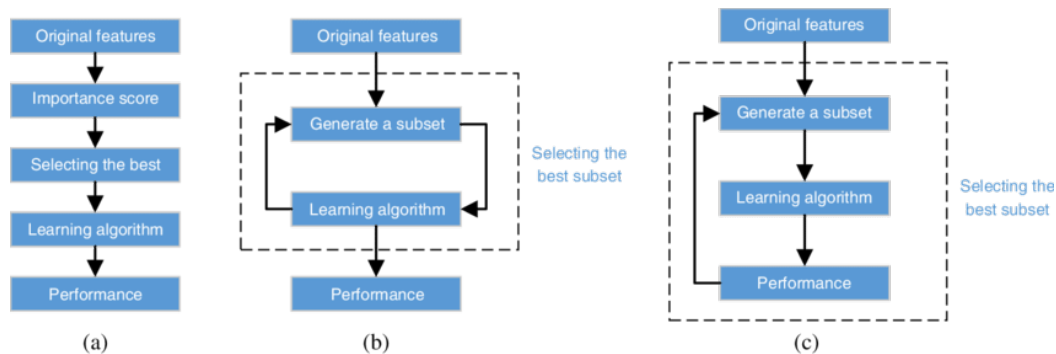 Original features
Importance score
Selecting the best
Learning algorithm
Performance
(a)
Original features
Generate a subset
Learning algorithm
Selecting the
best subset
Performance
(b)
Original features
Generate a subset
Learning algorithm
Performance
Selecting the
best subset
(c)